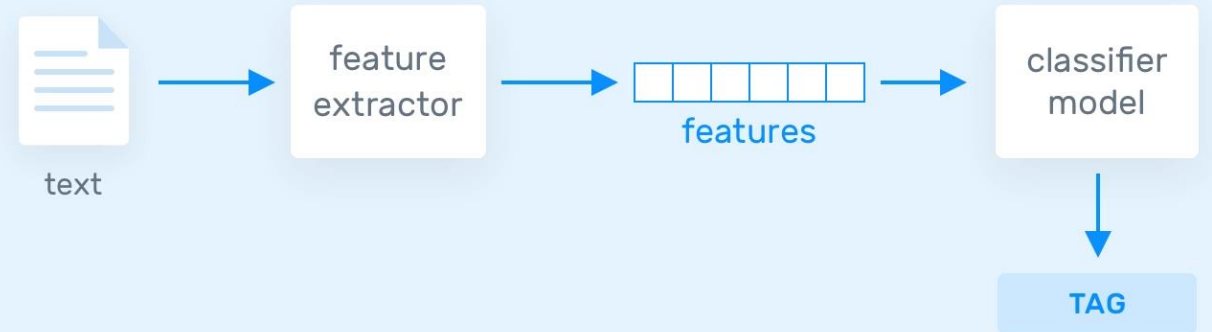 text
feature
extractor
features
classifier
model
TAG